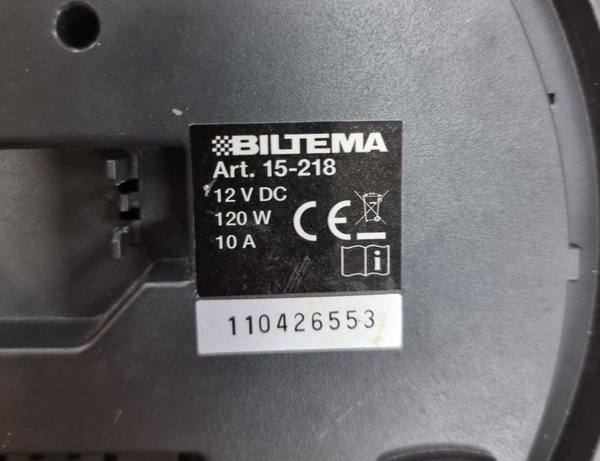 BILTEMA
Art. 15-218
12 V DC
120 W
10 A
CE
i
110426553